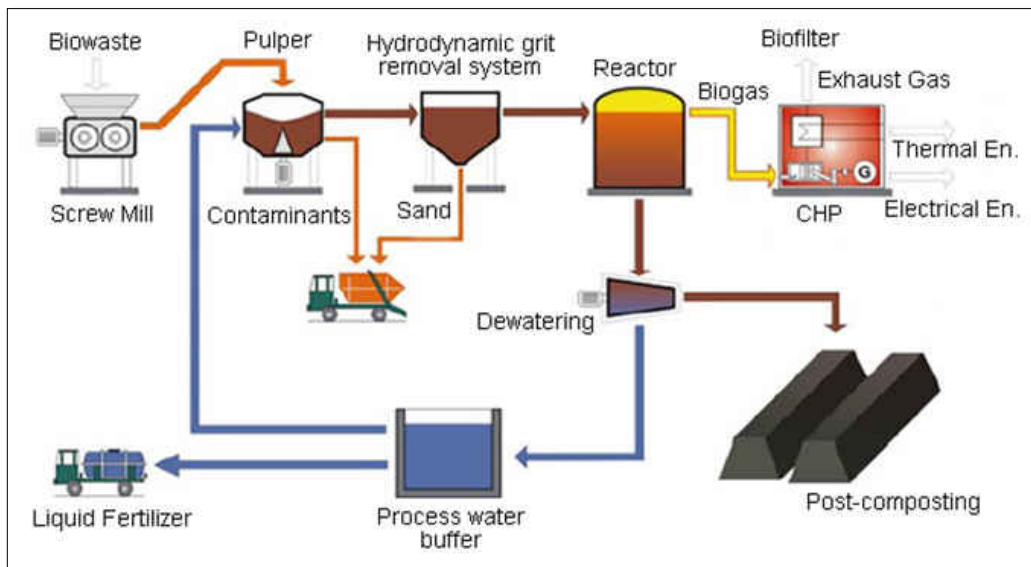 Biowaste
Pulper
Hydrodynamic grit
removal system
Reactor
Biofilter
Exhaust Gas
Biogas
Thermal En.
Electrical En.
G
CHP
Screw Mill
Contaminants
Sand
Dewatering
Post-composting
Liquid Fertilizer
Process water
buffer